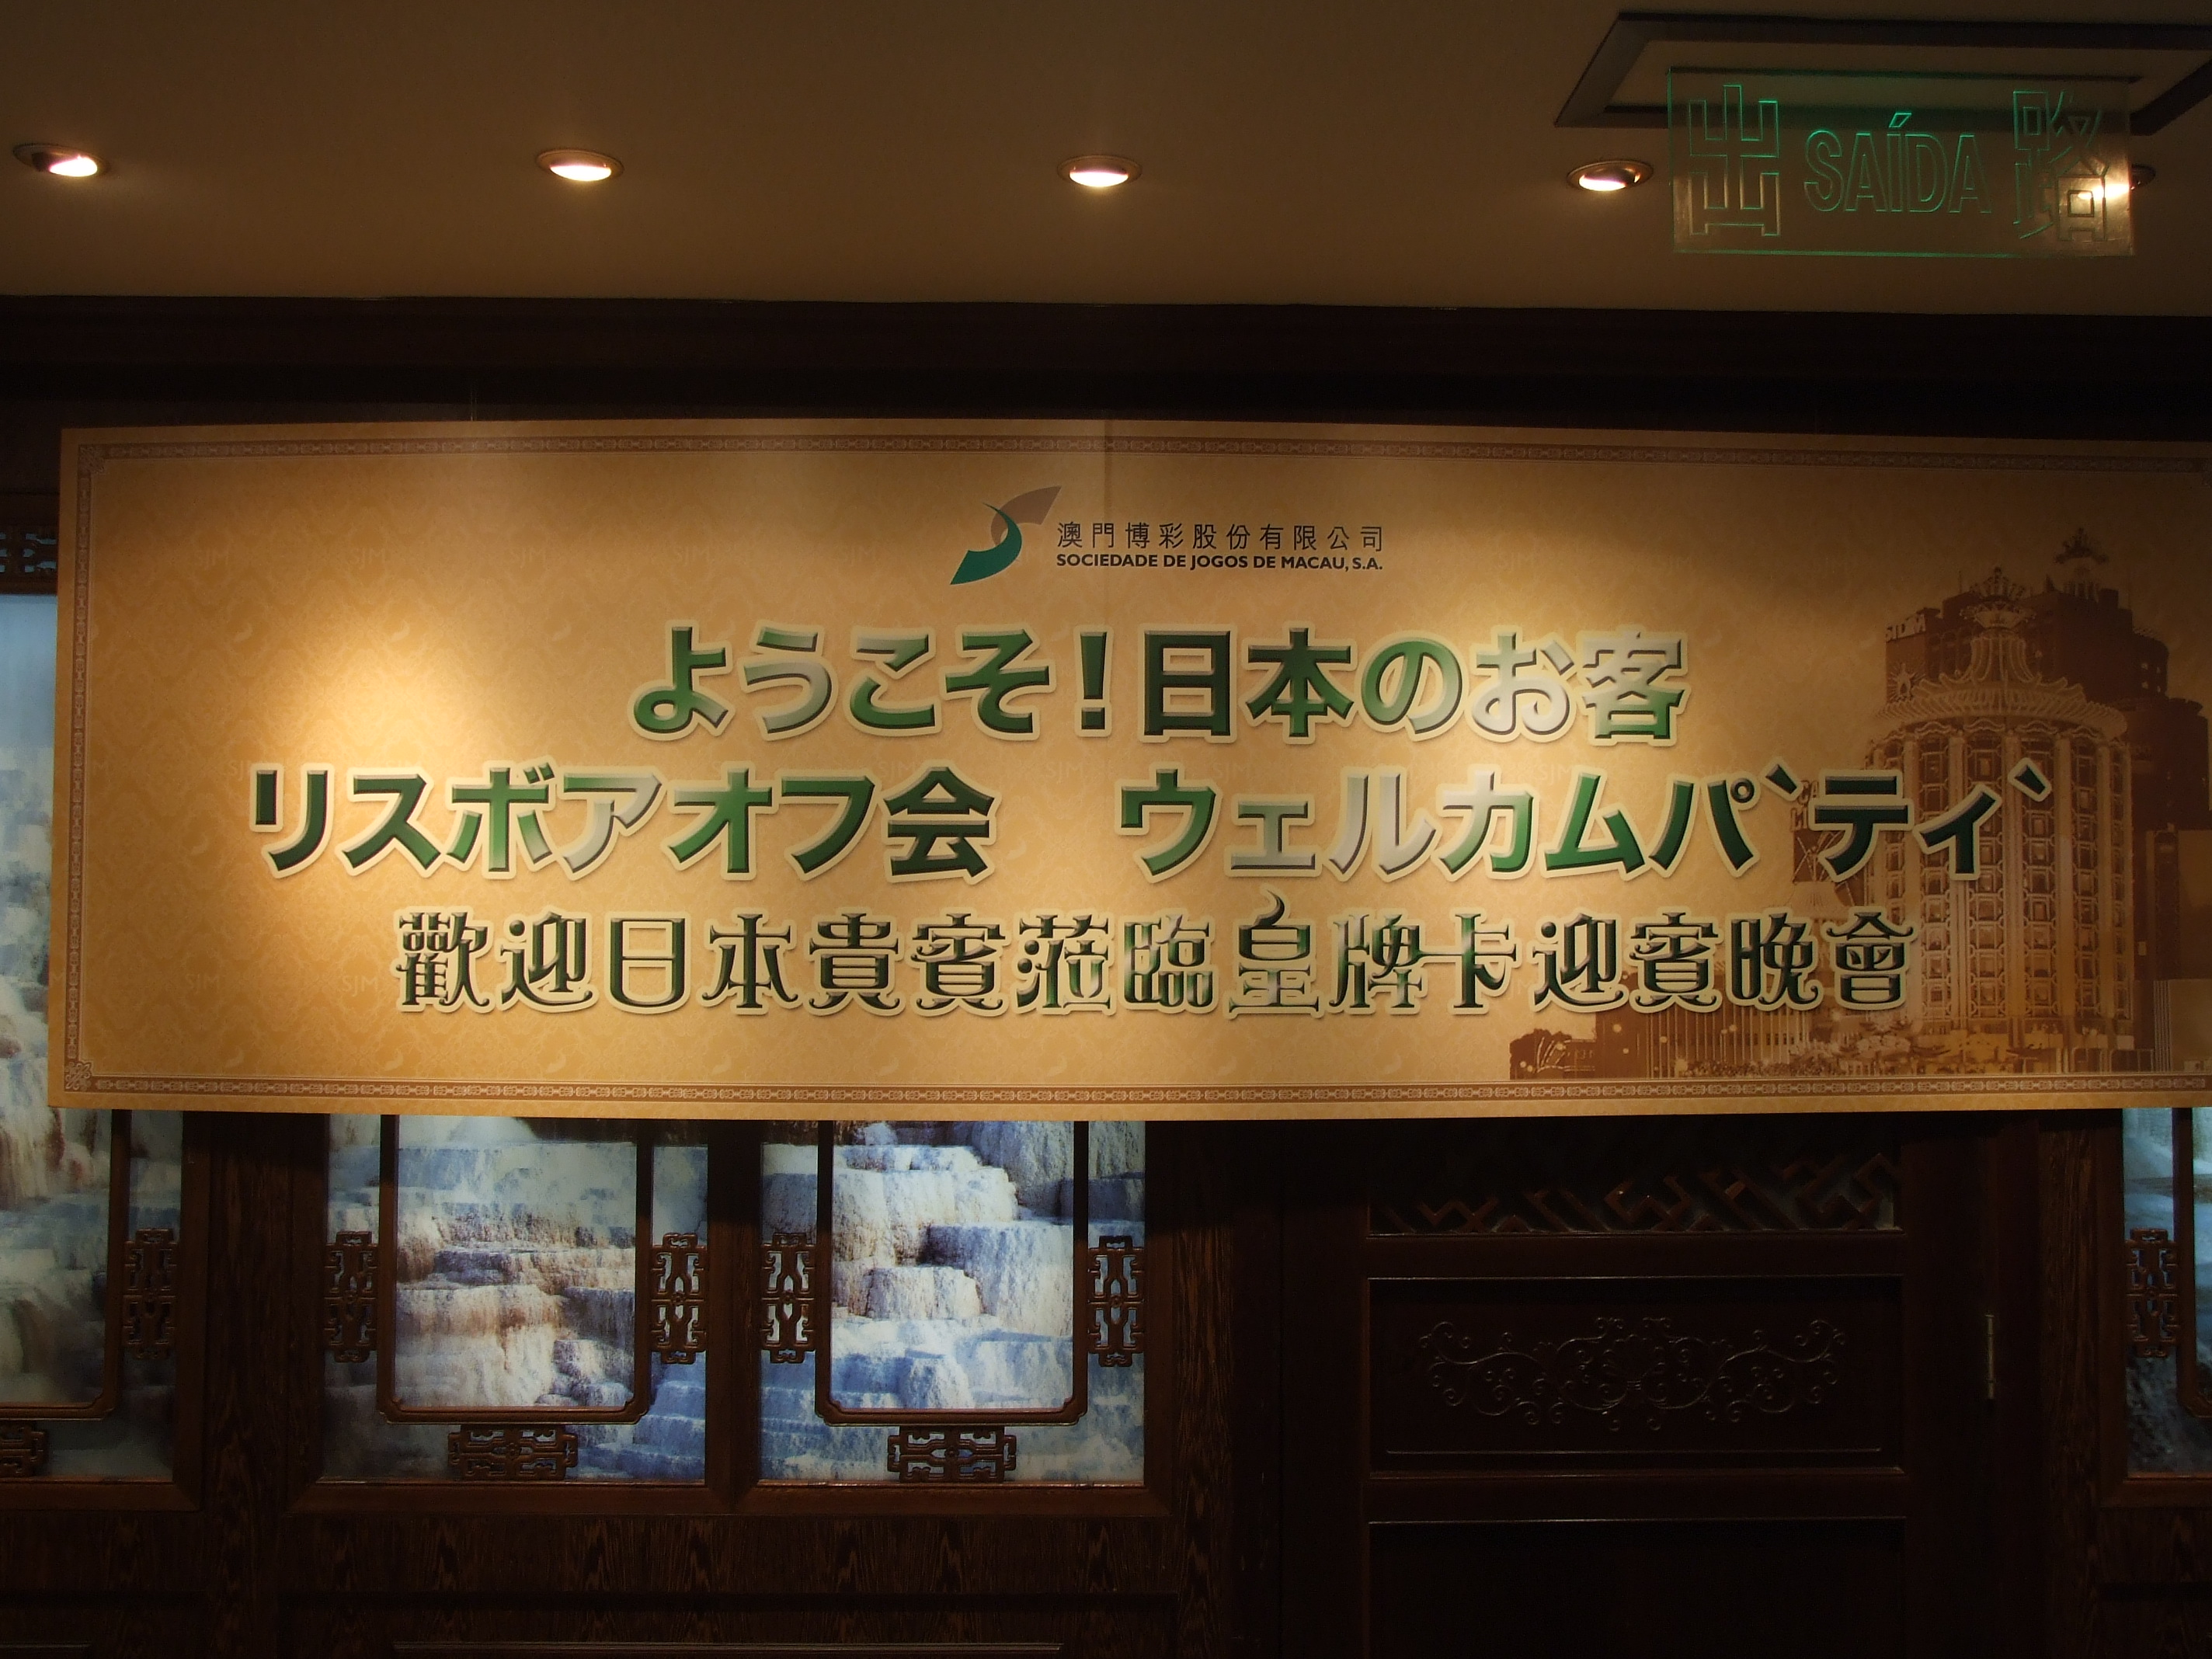 出 SAÍDA 路
澳門博彩股份有限公司
SOCIEDADE DE JOGOS DE MACAU, S.A.
ようこそ!日本のお客
リスボアオフ会 ウェルカムパ`ティ`
歡迎日本貴賓蒞臨皇牌卡迎賓晚會